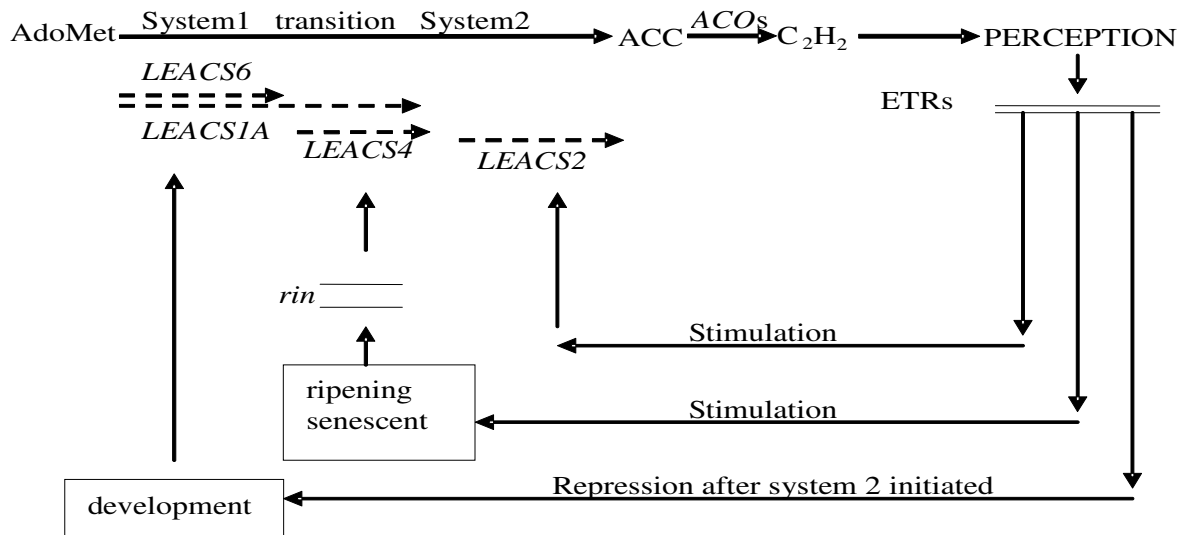 System1 transition System2
AdoMet ACC ACOs C₂H₂ PERCEPTION
LEACS6
ETRs
LEACS1A
LEACS4
LEACS2
rin
Stimulation
ripening
senescent
Stimulation
Repression after system 2 initiated
development